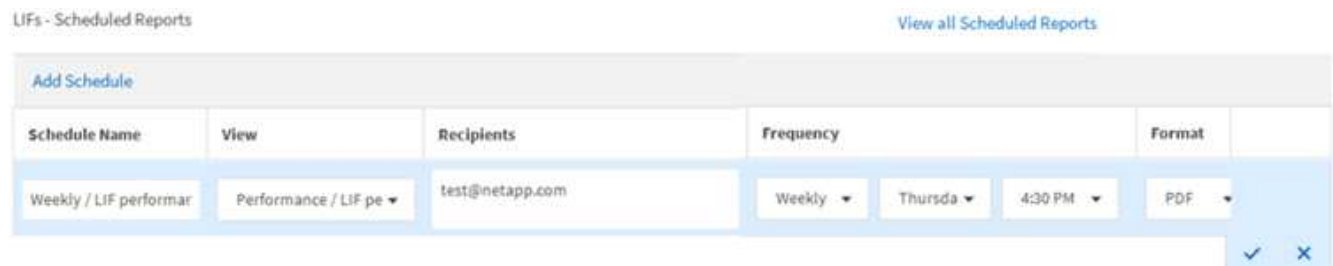 LIFs - Scheduled Reports View all Scheduled Reports
Add Schedule
Schedule Name View Recipients Frequency Format
Weekly / LIF performar Performance / LIF pe test@netapp.com Weekly Thursda 4:30 PM PDF